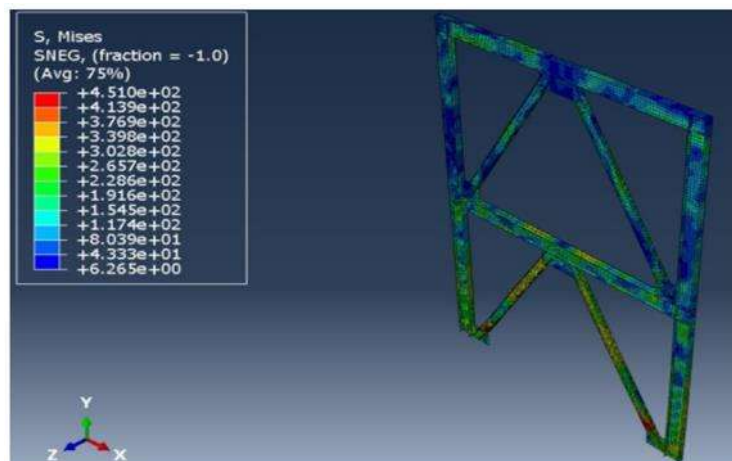 S, Mises
SNEG, (fraction = -1.0)
(Avg: 75%)
+4.510e+02
+4.139e+02
+3.769e+02
+3.398e+02
+3.028e+02
+2.657e+02
+2.286e+02
+1.916e+02
+1.545e+02
+1.174e+02
+8.039e+01
+4.333e+01
+6.265e+00
Y
Z
X